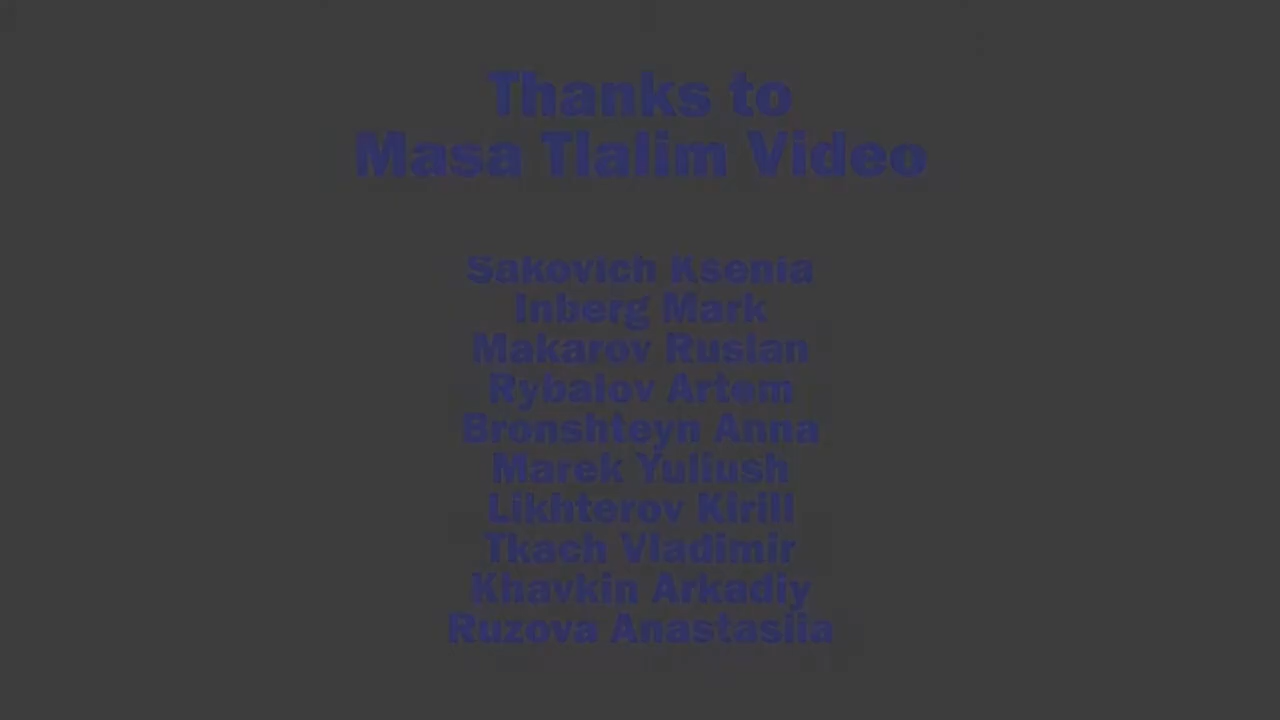 Thanks to
Masa Tlalim Video
Sakovich Ksenia
Inberg Mark
Makarov Ruslan
Rybalov Artem
Bronshteyn Anna
Marek Yuliush
Likhterov Kirill
Tkach Vladimir
Khavkin Arkadiy
Ruzova Anastasiia